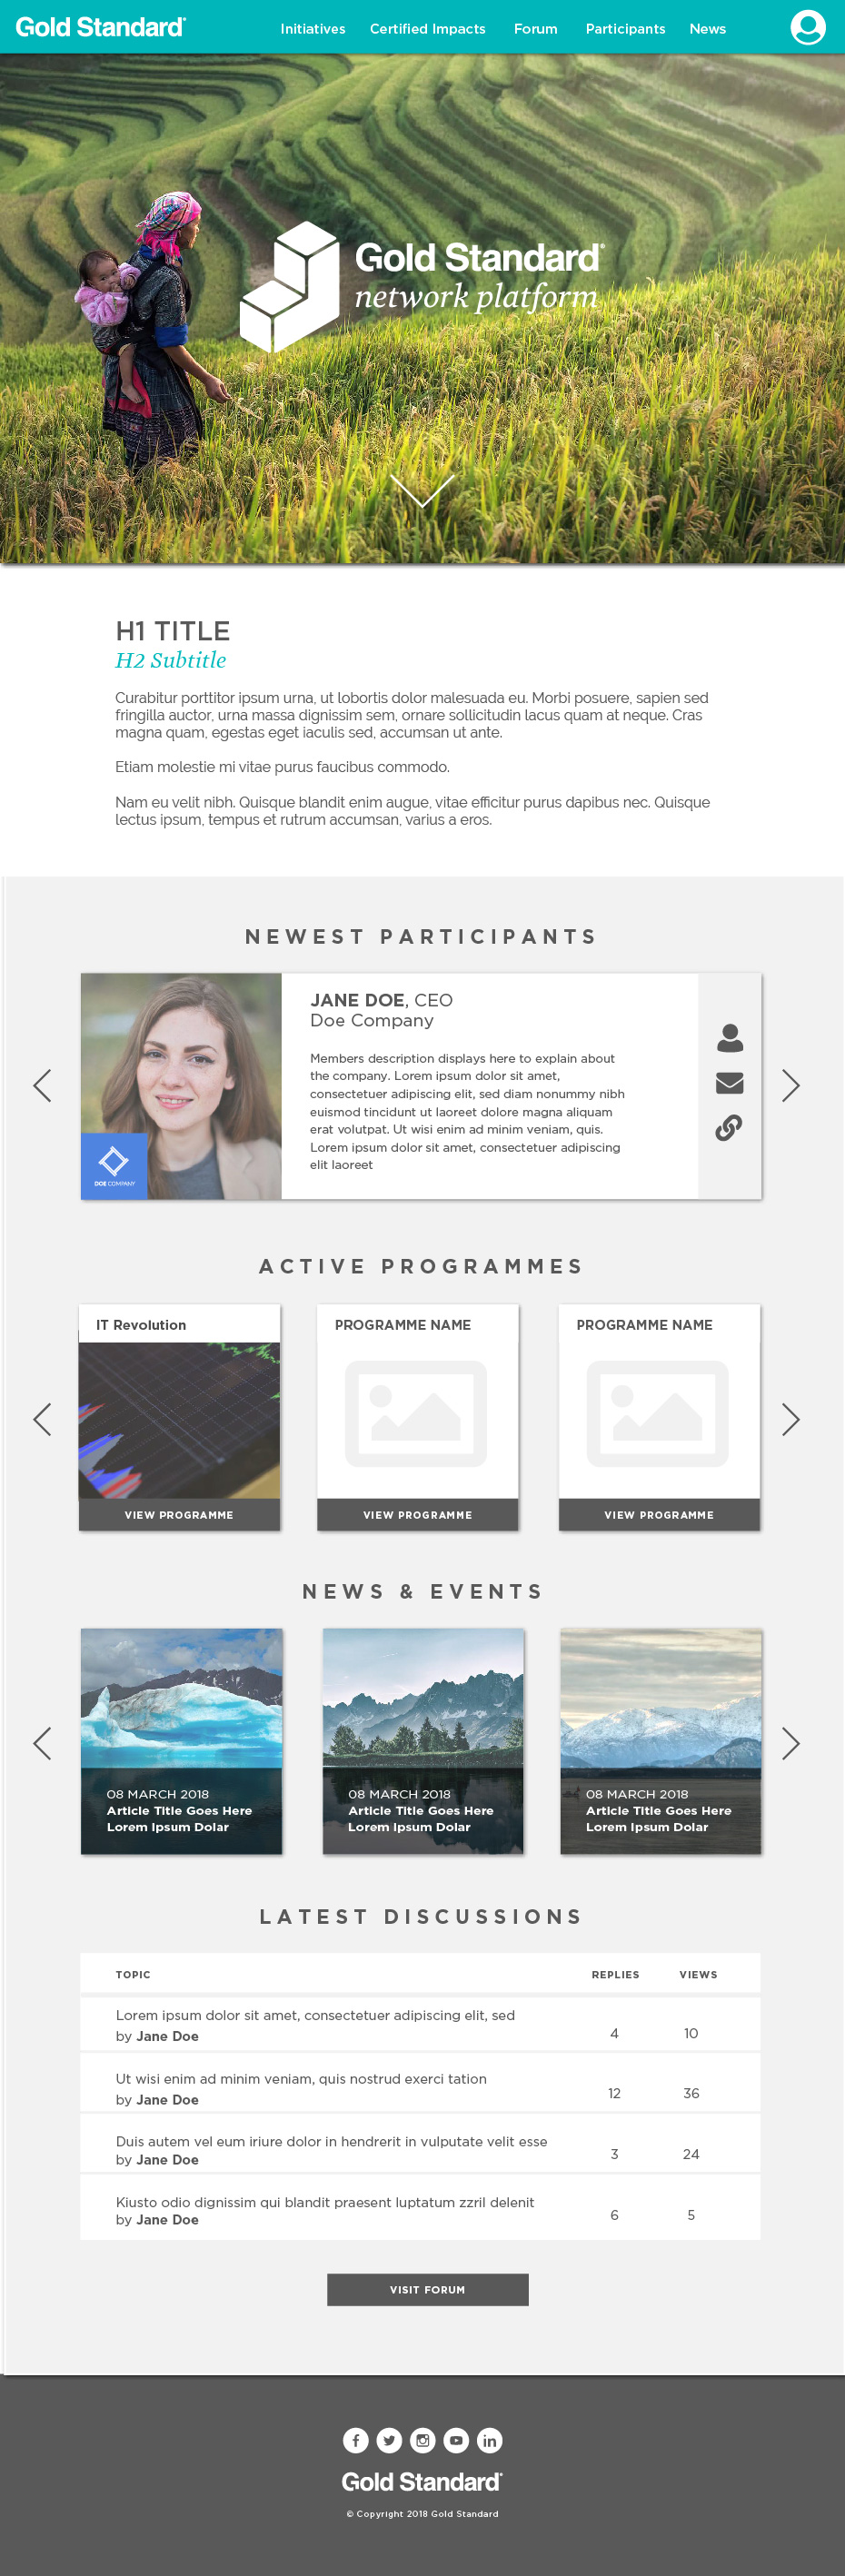 Gold Standard®
Initiatives Certified Impacts Forum Participants News
Gold Standard®
network platform
H1 TITLE
H2 Subtitle
Curabitur porttitor ipsum urna, ut lobortis dolor malesuada eu. Morbi posuere, sapien sed
fringilla auctor, urna massa dignissim sem, ornare sollicitudin lacus quam at neque. Cras
magna quam, egestas eget iaculis sed, accumsan ut ante.
Etiam molestie mi vitae purus faucibus commodo.
Nam eu velit nibh. Quisque blandit enim augue, vitae efficitur purus dapibus nec. Quisque
lectus ipsum, tempus et rutrum accumsan, varius a eros.
NEWEST PARTICIPANTS
JANE DOE, CEO
Doe Company
Members description displays here to explain about
the company. Lorem ipsum dolor sit amet,
consectetuer adipiscing elit, sed diam nonummy nibh
euismod tincidunt ut laoreet dolore magna aliquam
erat volutpat. Ut wisi enim ad minim veniam, quis.
Lorem ipsum dolor sit amet, consectetuer adipiscing
elit laoreet
DOE COMPANY
ACTIVE PROGRAMMES
IT Revolution
VIEW PROGRAMME
PROGRAMME NAME
VIEW PROGRAMME
PROGRAMME NAME
VIEW PROGRAMME
NEWS & EVENTS
08 MARCH 2018
Article Title Goes Here
Lorem Ipsum Dolar
08 MARCH 2018
Article Title Goes Here
Lorem Ipsum Dolar
08 MARCH 2018
Article Title Goes Here
Lorem Ipsum Dolar
LATEST DISCUSSIONS
TOPIC REPLIES VIEWS
Lorem ipsum dolor sit amet, consectetuer adipiscing elit, sed
by Jane Doe 4 10
Ut wisi enim ad minim veniam, quis nostrud exerci tation
by Jane Doe 12 36
Duis autem vel eum iriure dolor in hendrerit in vulputate velit esse
by Jane Doe 3 24
Kiusto odio dignissim qui blandit praesent luptatum zzril delenit
by Jane Doe 6 5
VISIT FORUM
Gold Standard®
© Copyright 2018 Gold Standard